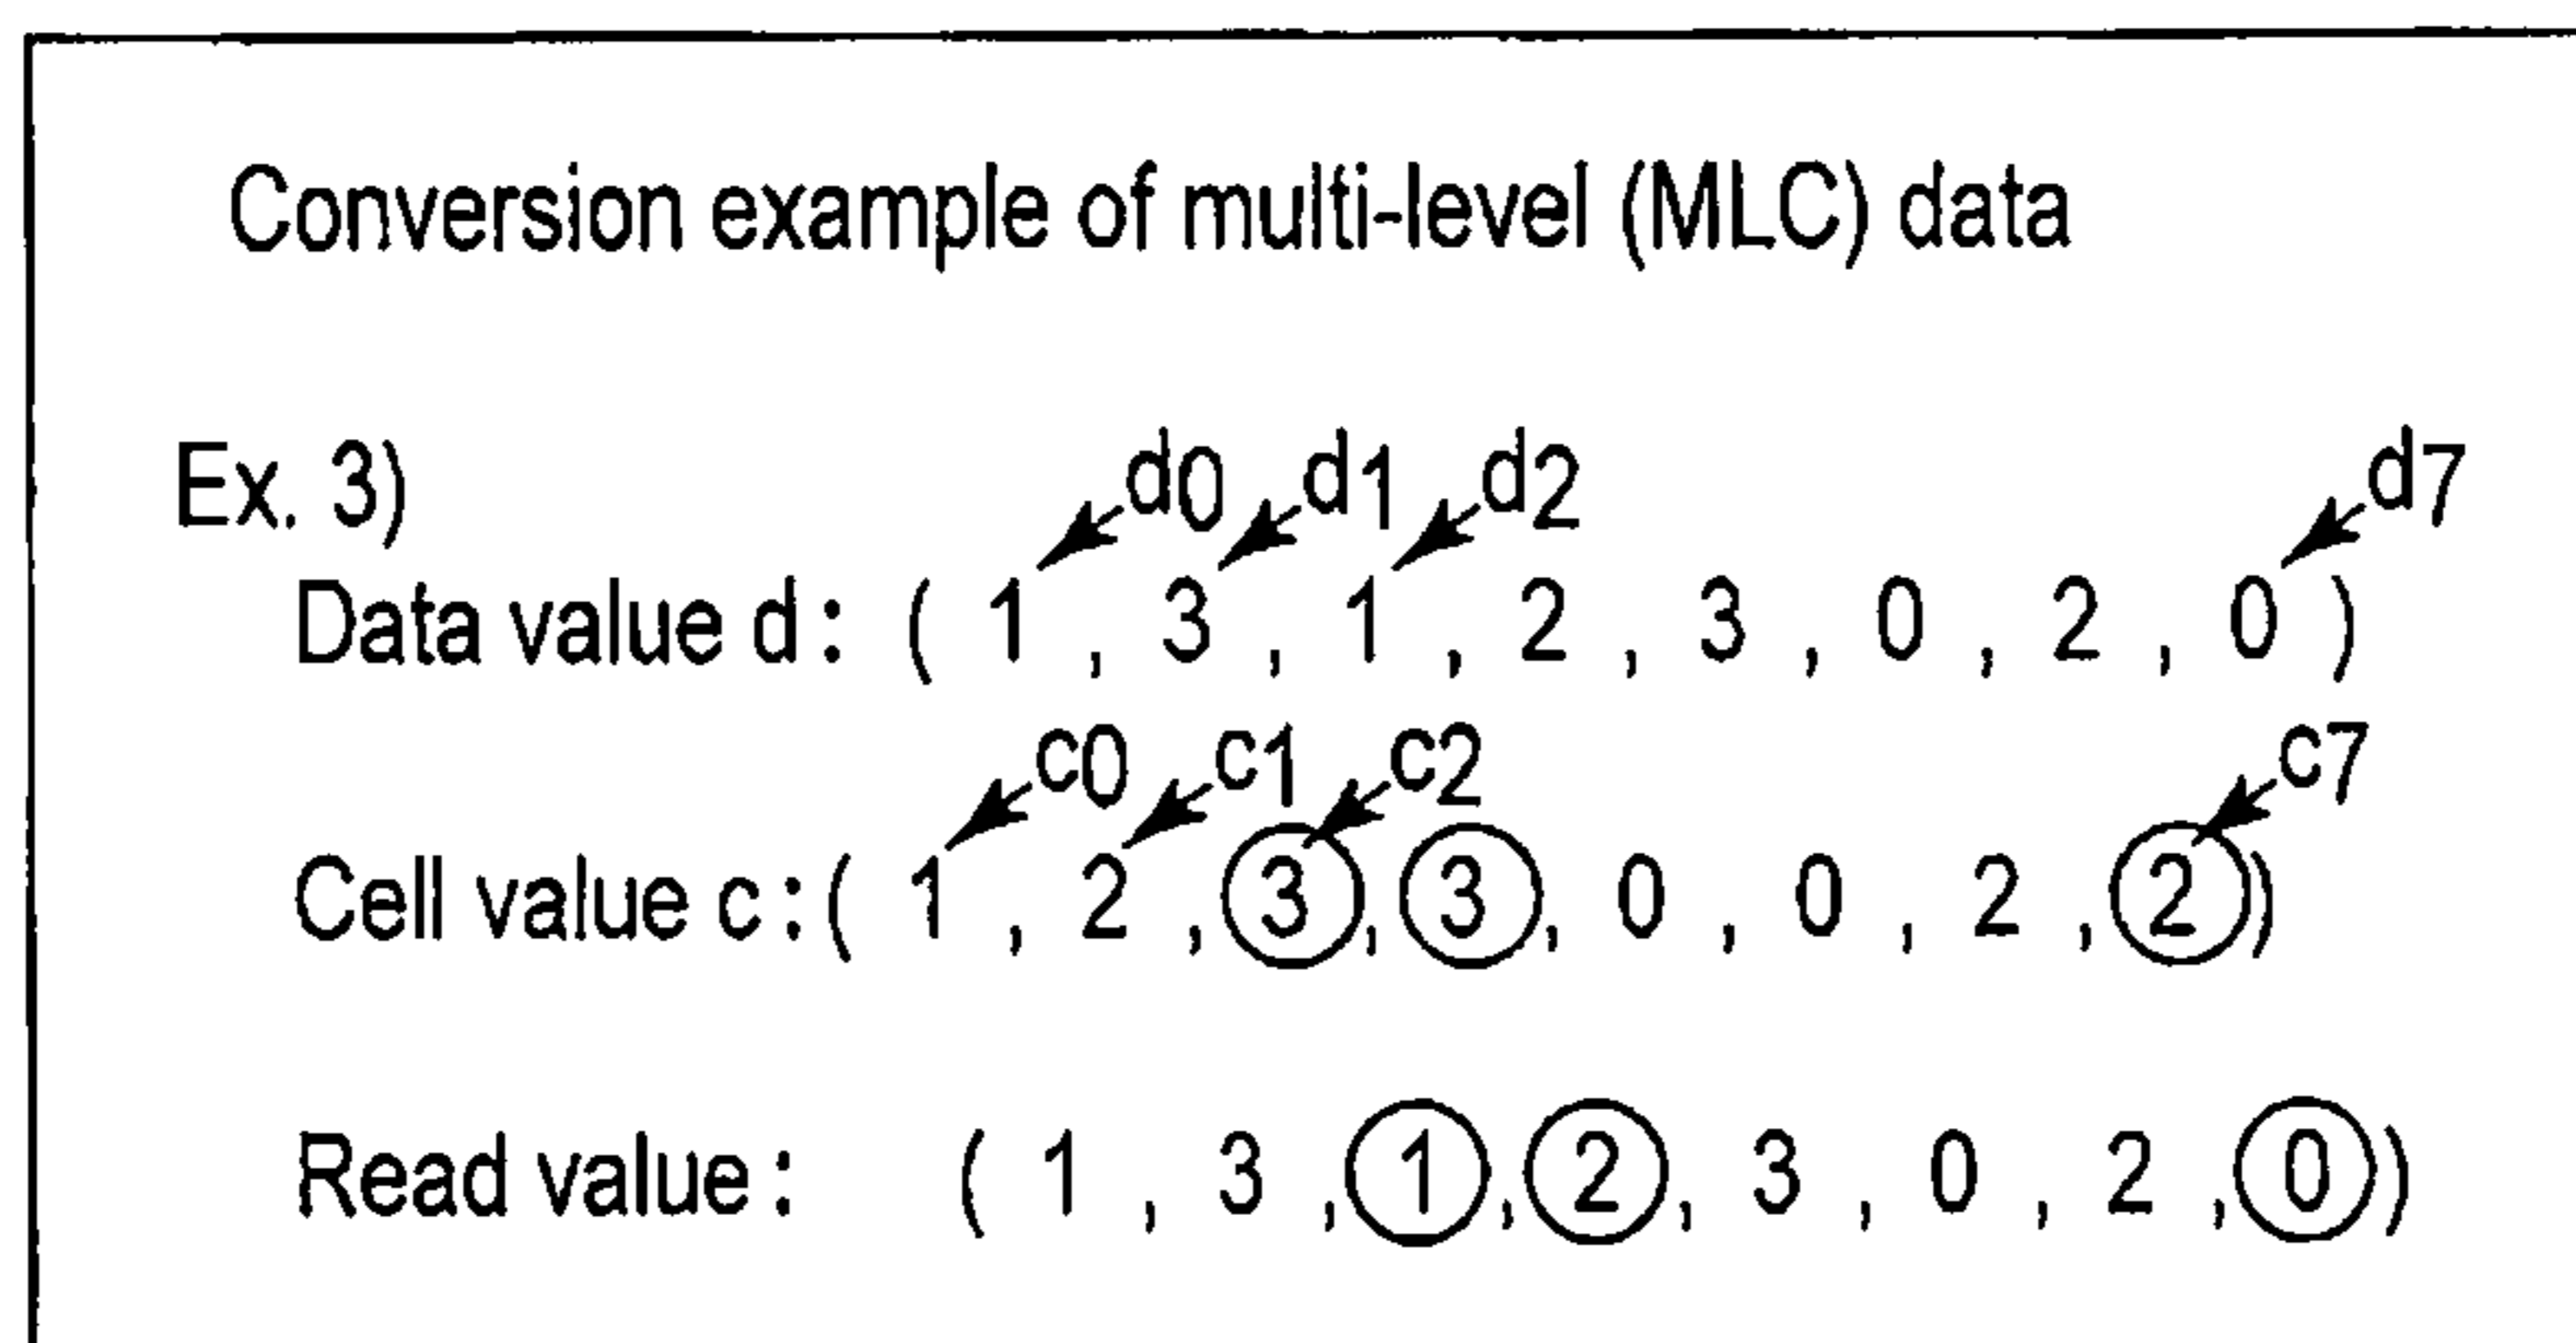 Conversion example of multi-level (MLC) data
Ex. 3)
d0 d1 d2 d7
Data value d : ( 1 , 3 , 1 , 2 , 3 , 0 , 2 , 0 )
c0 c1 c2 c7
Cell value c : ( 1 , 2 , 3 , 3 , 0 , 0 , 2 , 2 )
Read value : ( 1 , 3 , 1 , 2 , 3 , 0 , 2 , 0 )